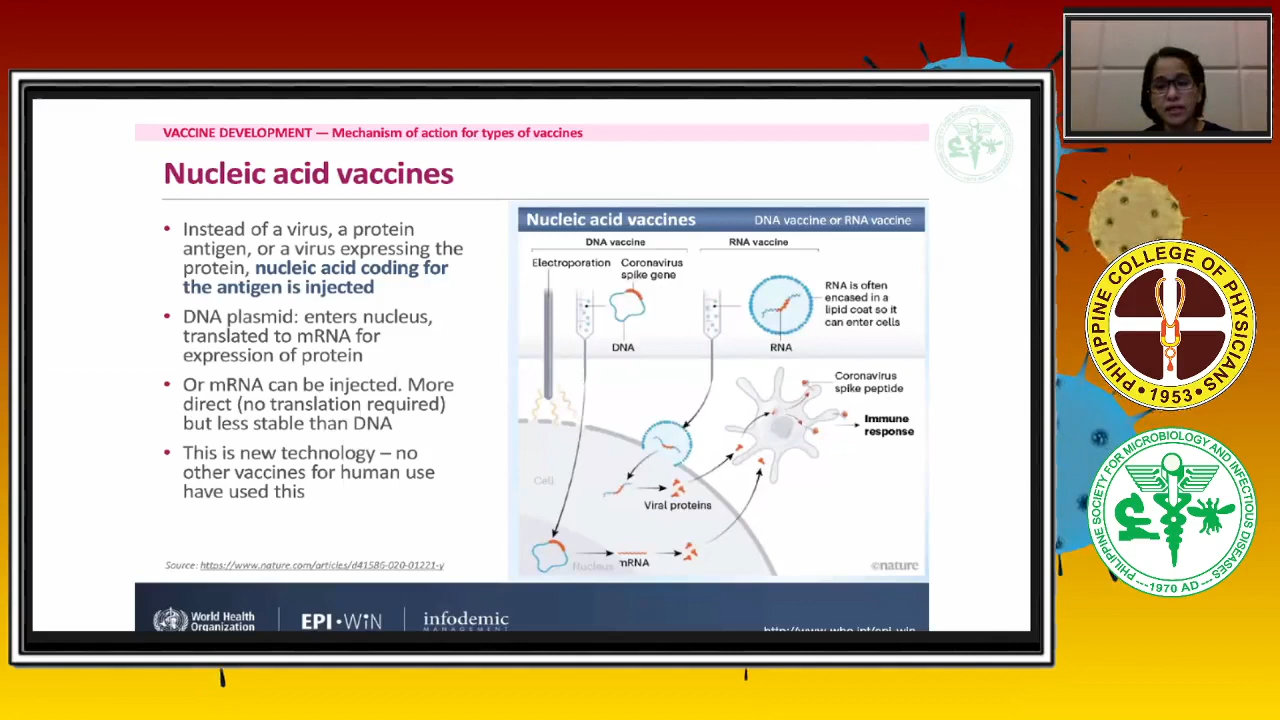 VACCINE DEVELOPMENT — Mechanism of action for types of vaccines
Nucleic acid vaccines
• Instead of a virus, a protein
antigen, or a virus expressing the
protein, nucleic acid coding for
the antigen is injected
• DNA plasmid: enters nucleus,
translated to mRNA for
expression of protein
• Or mRNA can be injected. More
direct (no translation required)
but less stable than DNA
• This is new technology – no
other vaccines for human use
have used this
Source: https://www.nature.com/articles/d41586-020-01221-y
Nucleic acid vaccines DNA vaccine or RNA vaccine
DNA vaccine
RNA vaccine
Electroporation
Coronavirus
spike gene
DNA
RNA is often
encased in a
lipid coat so it
can enter cells
RNA
Coronavirus
spike peptide
Immune
response
Cell
Viral proteins
Nucleus
mRNA
©nature
World Health
Organization
EPI·WiN
infodemic
MANAGEMENT
http://www.who.int/epi-win
PHILIPPINE COLLEGE OF PHYSICIANS
• 1953 •
PHILIPPINE SOCIETY FOR MICROBIOLOGY AND INFECTIOUS DISEASES
---1970 AD---